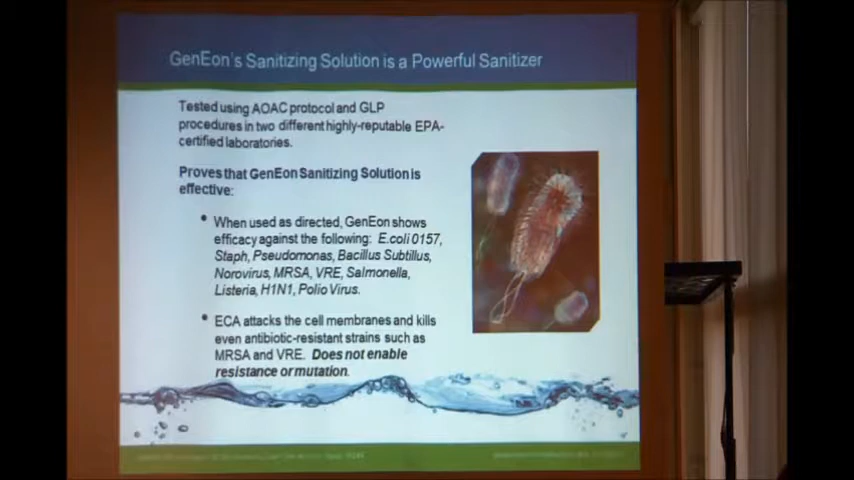 GenEon's Sanitizing Solution is a Powerful Sanitizer
Tested using AOAC protocol and GLP
procedures in two different highly-reputable EPA-
certified laboratories.
Proves that GenEon Sanitizing Solution is
effective:
• When used as directed, GenEon shows
efficacy against the following: E.coli 0157,
Staph, Pseudomonas, Bacillus Subtillus,
Norovirus, MRSA, VRE, Salmonella,
Listeria, H1N1, Polio Virus.
• ECA attacks the cell membranes and kills
even antibiotic-resistant strains such as
MRSA and VRE. Does not enable
resistance or mutation.